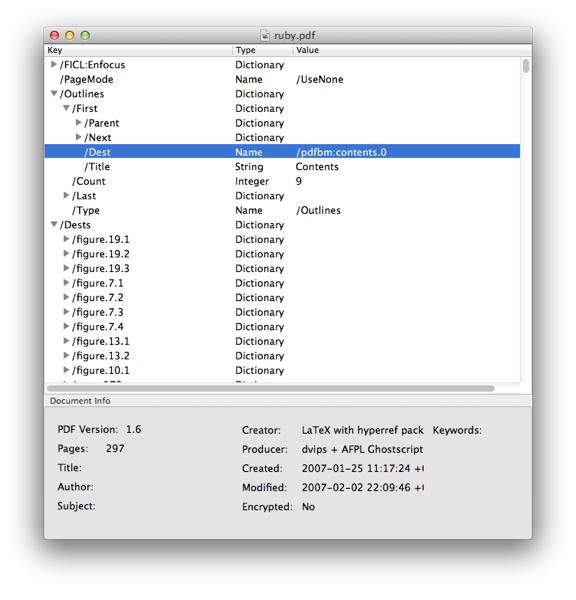 ruby.pdf
Key Type Value
/FICL:Enfocus Dictionary
/PageMode Name /UseNone
/Outlines Dictionary
/First Dictionary
/Parent Dictionary
/Next Dictionary
/Dest Name /pdfbm:contents.0
/Title String Contents
/Count Integer 9
/Last Dictionary
/Type Name /Outlines
/Dests Dictionary
/figure.19.1 Dictionary
/figure.19.2 Dictionary
/figure.19.3 Dictionary
/figure.7.1 Dictionary
/figure.7.2 Dictionary
/figure.7.3 Dictionary
/figure.7.4 Dictionary
/figure.13.1 Dictionary
/figure.13.2 Dictionary
/figure.10.1 Dictionary
Document Info
PDF Version: 1.6 Creator: LaTeX with hyperref pack Keywords:
Pages: 297 Producer: dvips + AFPL Ghostscript
Title: Created: 2007-01-25 11:17:24
Author: Modified: 2007-02-02 22:09:46
Subject: Encrypted: No